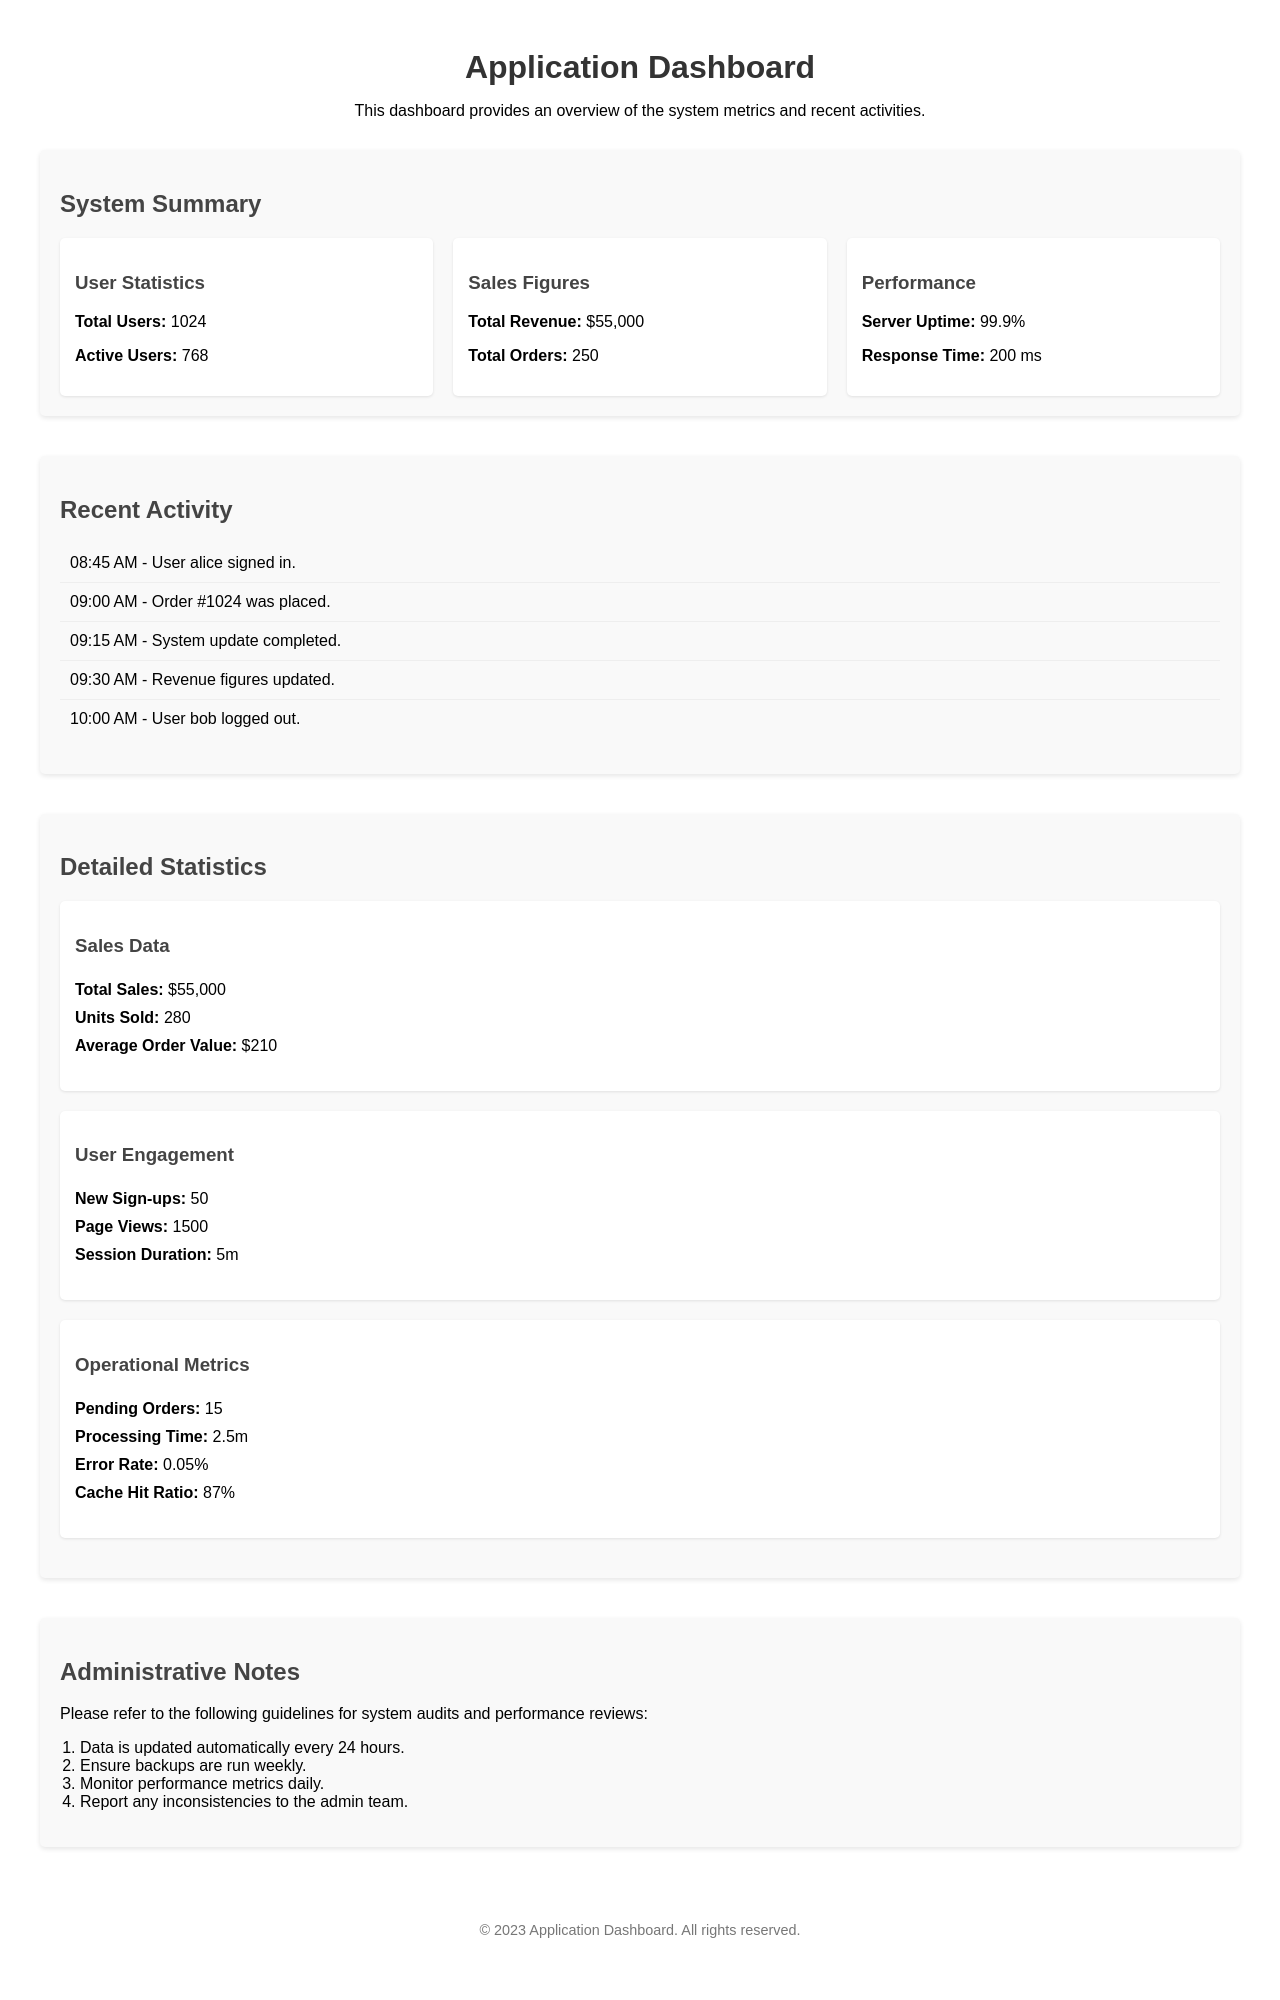 Application Dashboard
This dashboard provides an overview of the system metrics and recent activities.
System Summary
User Statistics
Total Users: 1024
Active Users: 768
Sales Figures
Total Revenue: $55,000
Total Orders: 250
Performance
Server Uptime: 99.9%
Response Time: 200 ms
Recent Activity
08:45 AM - User alice signed in.
09:00 AM - Order #1024 was placed.
09:15 AM - System update completed.
09:30 AM - Revenue figures updated.
10:00 AM - User bob logged out.
Detailed Statistics
Sales Data
Total Sales: $55,000
Units Sold: 280
Average Order Value: $210
User Engagement
New Sign-ups: 50
Page Views: 1500
Session Duration: 5m
Operational Metrics
Pending Orders: 15
Processing Time: 2.5m
Error Rate: 0.05%
Cache Hit Ratio: 87%
Administrative Notes
Please refer to the following guidelines for system audits and performance reviews:
1. Data is updated automatically every 24 hours.
2. Ensure backups are run weekly.
3. Monitor performance metrics daily.
4. Report any inconsistencies to the admin team.
© 2023 Application Dashboard. All rights reserved.